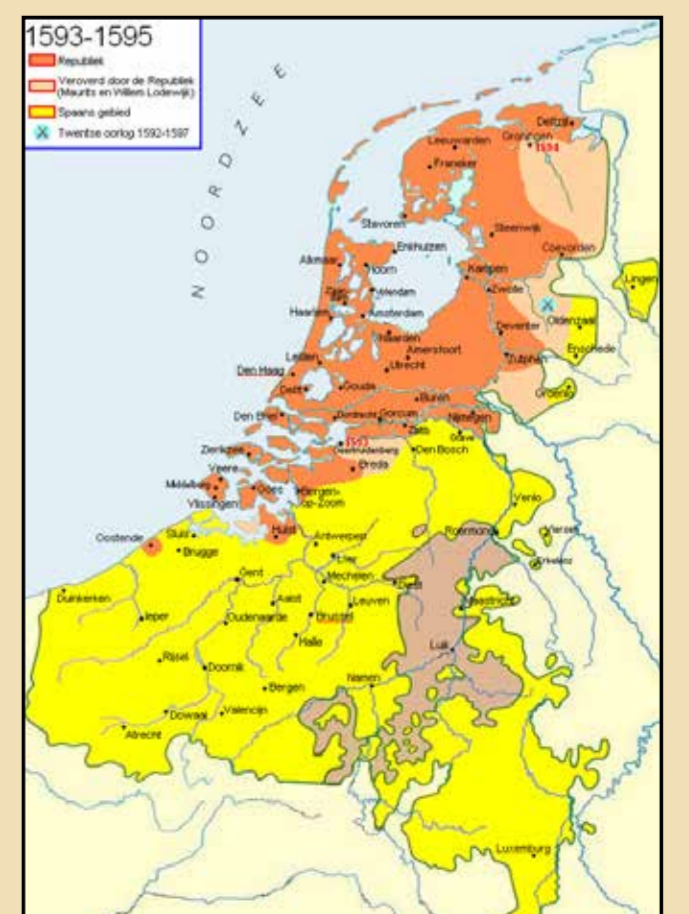 1593-1595
Republiek
Veroverd door de Republiek
(Maurits en Willem Lodewijk)
Spaans gebied
Twentse oorlog 1592-1597
NOORDZEE
Delfzijl
Groningen
1594
Leeuwarden
Franeker
Stavoren
Steenwijk
Coevorden
Enkhuizen
Alkmaar
Hoorn
Kampen
Zwolle
Lingen
Volendam
Haarlem
Amsterdam
Oldenzaal
Naarden
Deventer
Enschede
Amersfoort
Leiden
Utrecht
Zutphen
Den Haag
Groenlo
Delft
Gouda
Buren
Den Briel
Dordrecht
Gorcum
Nijmegen
Grave
1593
Geertruidenberg
Den Bosch
Zierikzee
Breda
Veere
Middelburg
Goes
Bergen-
op-Zoom
Vlissingen
Venlo
Hulst
Oostende
Sluis
Antwerpen
Roermond
Viersen
Brugge
Lier
Erkelenz
Gent
Mechelen
Duinkerken
Aalst
Leuven
Maastricht
Ieper
Oudenaarde
Brussel
Halle
Luik
Rijsel
Doornik
Namen
Bergen
Dowaai
Valencijn
Atrecht
Luxemburg